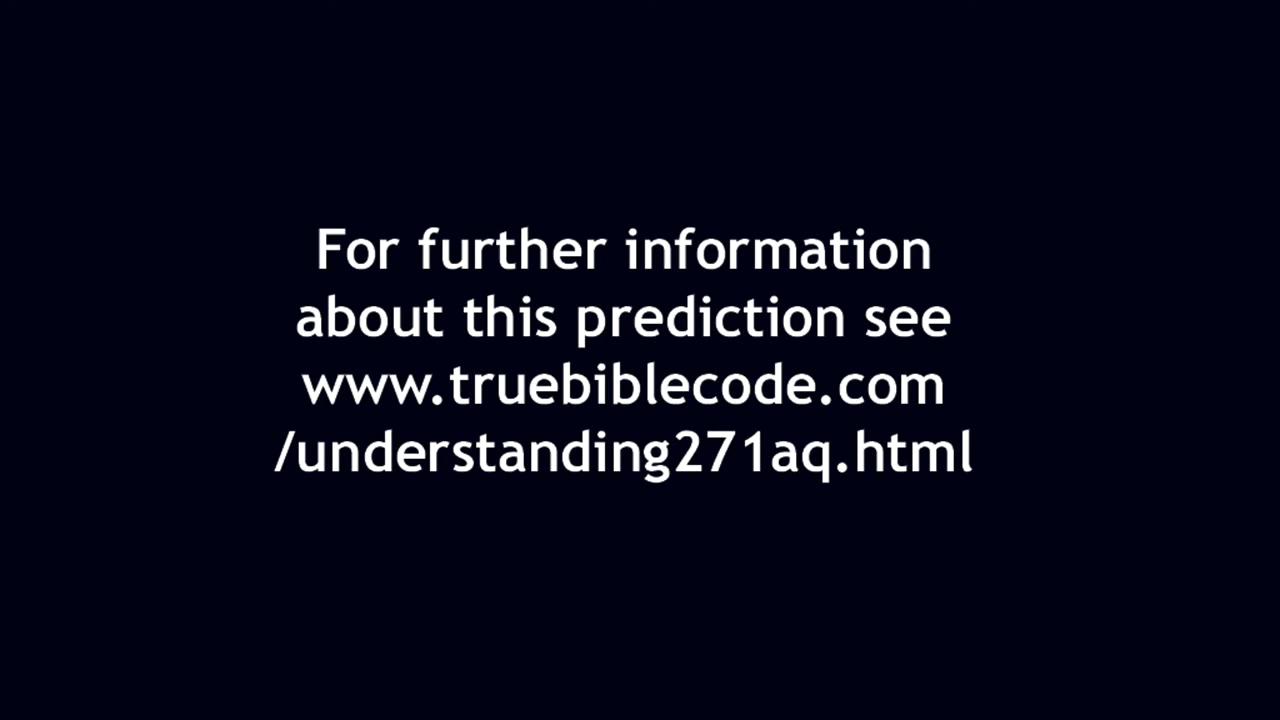 For further information
about this prediction see
www.truebiblecode.com
/understanding271aq.html